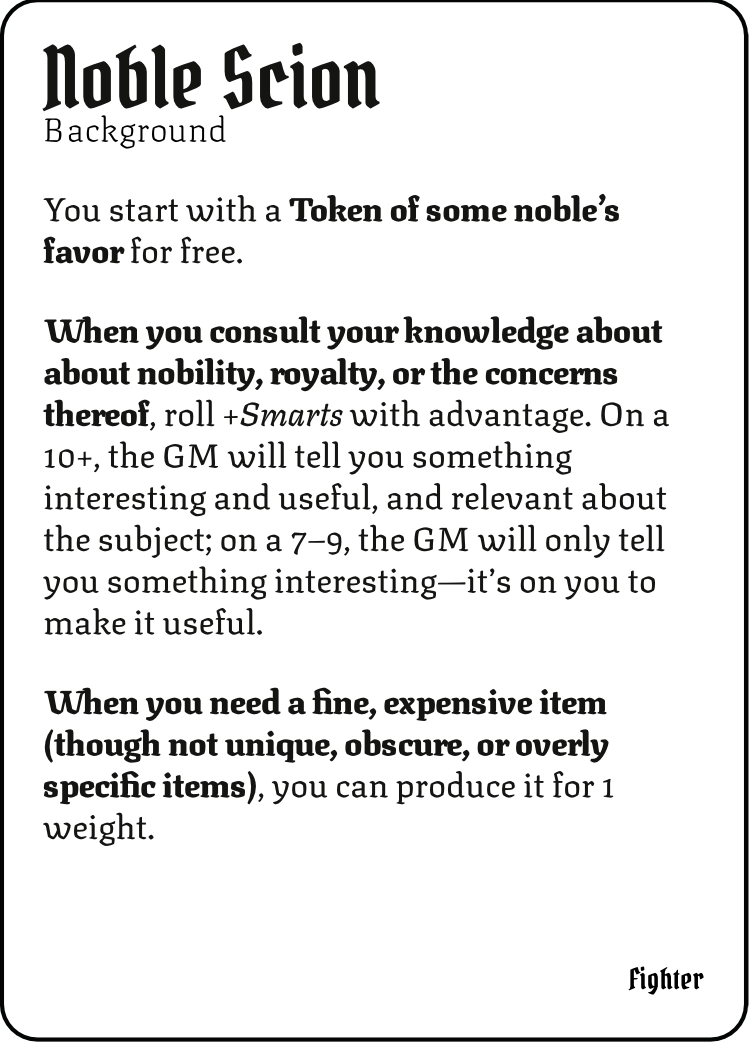 Noble Scion
Background
You start with a Token of some noble’s
favor for free.
When you consult your knowledge about
about nobility, royalty, or the concerns
thereof, roll +Smarts with advantage. On a
10+, the GM will tell you something
interesting and useful, and relevant about
the subject; on a 7–9, the GM will only tell
you something interesting—it’s on you to
make it useful.
When you need a fine, expensive item
(though not unique, obscure, or overly
specific items), you can produce it for 1
weight.
Fighter